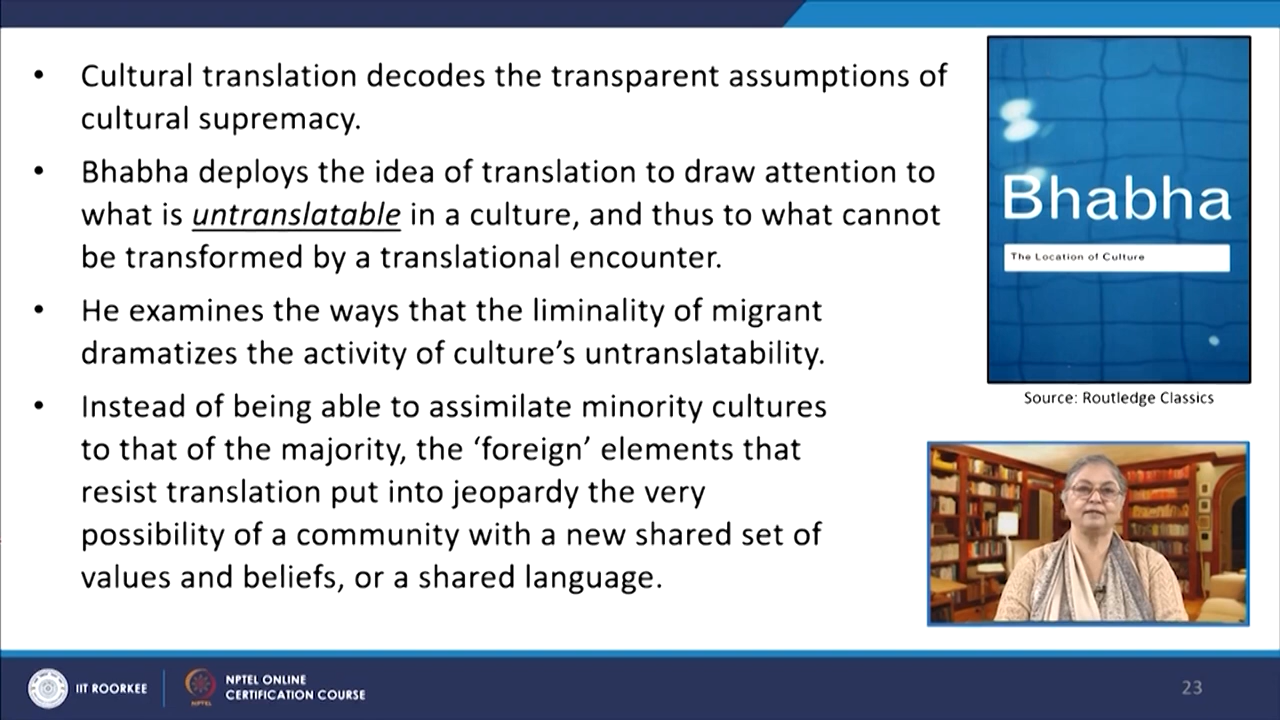 • Cultural translation decodes the transparent assumptions of
cultural supremacy.
• Bhabha deploys the idea of translation to draw attention to
what is untranslatable in a culture, and thus to what cannot
be transformed by a translational encounter.
• He examines the ways that the liminality of migrant
dramatizes the activity of culture’s untranslatability.
• Instead of being able to assimilate minority cultures
to that of the majority, the ‘foreign’ elements that
resist translation put into jeopardy the very
possibility of a community with a new shared set of
values and beliefs, or a shared language.
Bhabha
The Location of Culture
Source: Routledge Classics
IIT ROORKEE
NPTEL
NPTEL ONLINE
CERTIFICATION COURSE
23